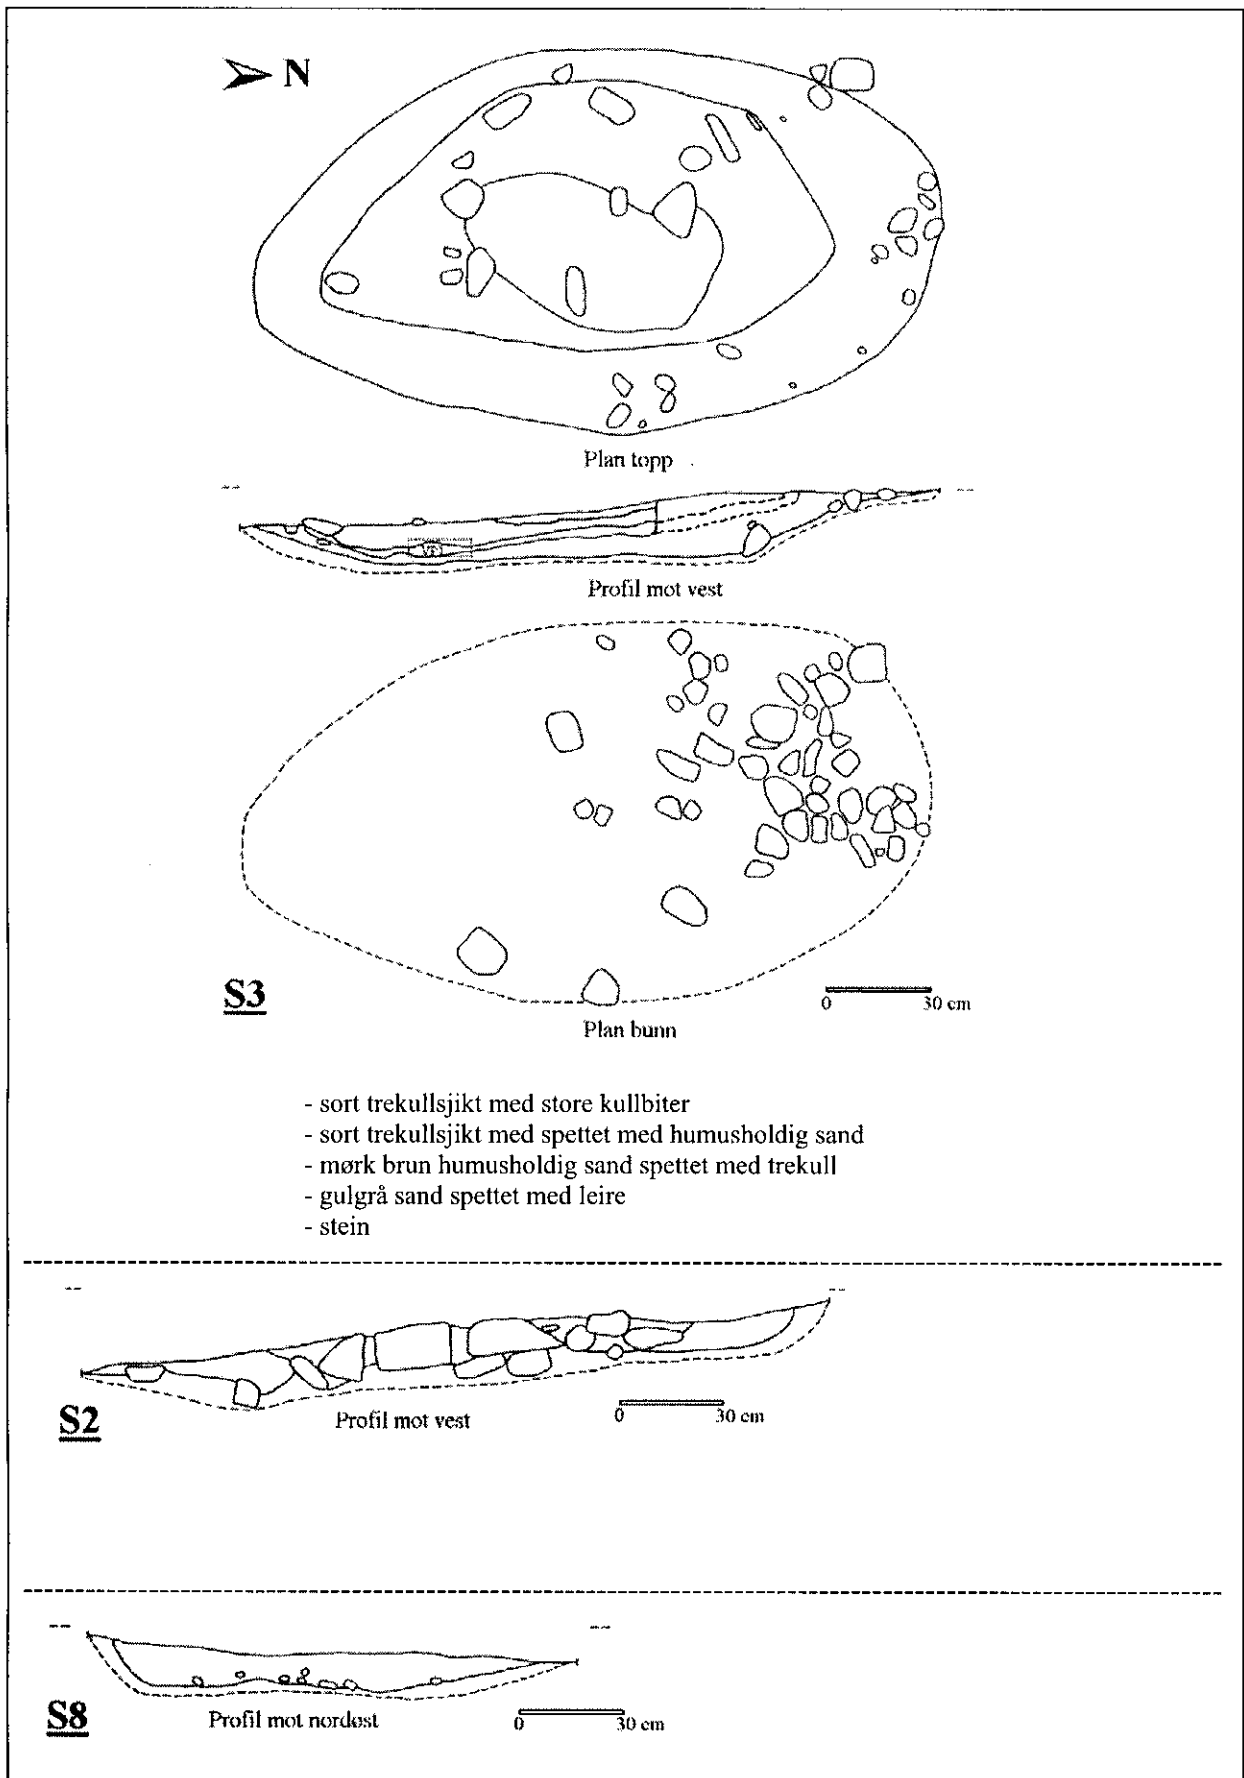 N
Plan topp
Profil mot vest
S3
Plan bunn
0 30 cm
- sort trekullsjikt med store kullbiter
- sort trekullsjikt med spettet med humusholdig sand
- mørk brun humusholdig sand spettet med trekull
- gulgrå sand spettet med leire
- stein
S2
Profil mot vest
0 30 cm
S8
Profil mot nordøst
0 30 cm